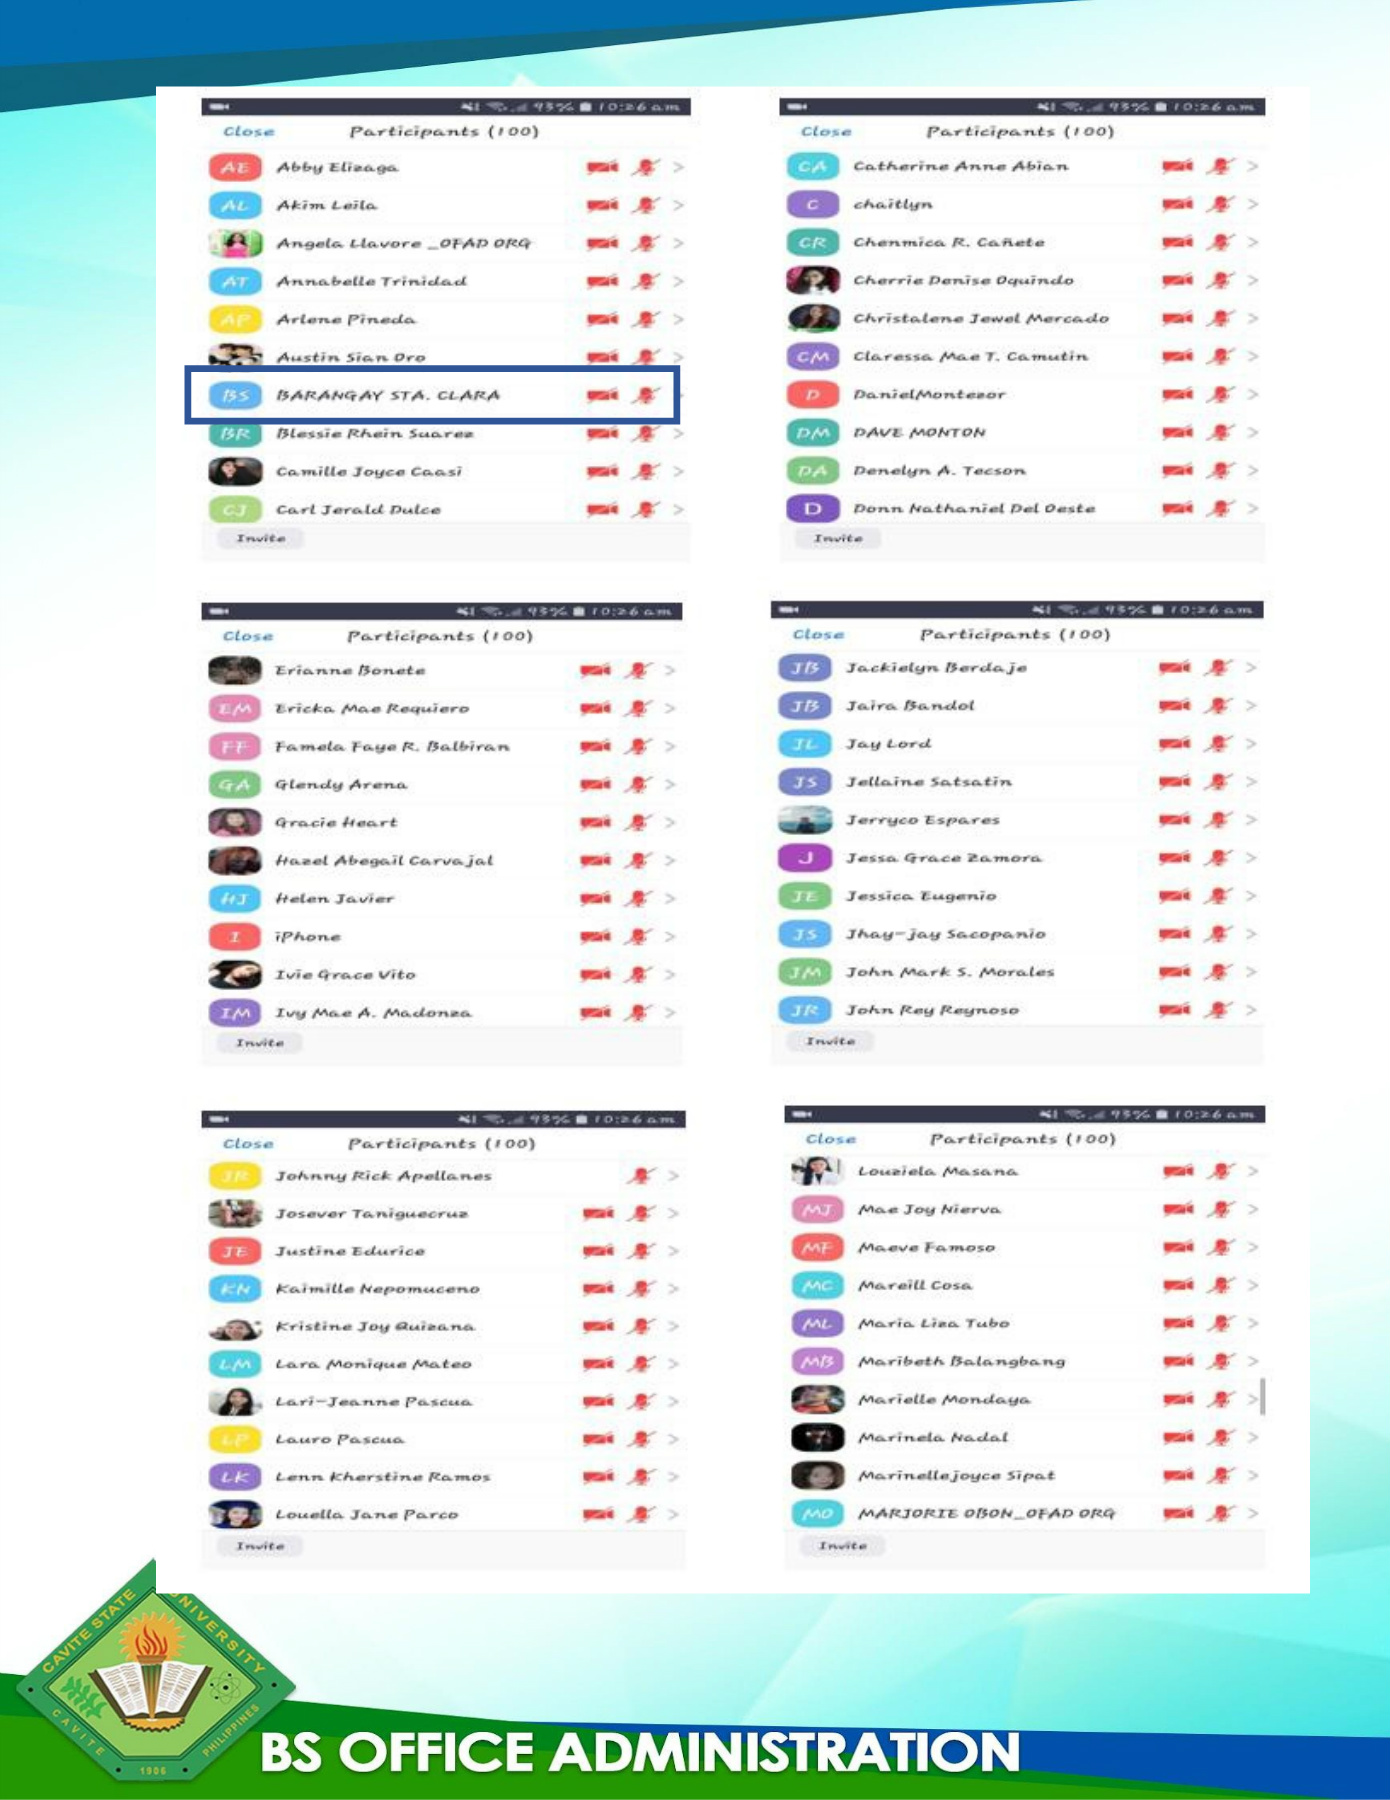 93% 10:26 am
Close Participants (100)
AE Abby Elizaga
AL Akim Leila
Angela Llavore _OFAD ORG
AT Annabelle Trinidad
AP Arlene Pineda
Austin Sian Oro
BS BARANGAY STA. CLARA
BR Blessie Rhein Suarez
Camille Joyce Caasi
CJ Carl Jerald Dulce
Invite
93% 10:26 am
Close Participants (100)
CA Catherine Anne Abian
C chaitlyn
CR Chenmica R. Cañete
Cherrie Denise Oquindo
Christalene Jewel Mercado
CM Claressa Mae T. Camutin
D DanielMontezor
DM DAVE MONTON
DA Denelyn A. Tecson
D Donn Nathaniel Del Oeste
Invite
93% 10:26 am
Close Participants (100)
Erianne Bonete
EM Ericka Mae Requiero
FF Famela Faye R. Balbiran
GA Glendy Arena
Gracie Heart
Hazel Abegail Carvajal
HJ Helen Javier
I iPhone
Ivie Grace Vito
IM Ivy Mae A. Madonza
Invite
93% 10:26 am
Close Participants (100)
JB Jackielyn Berdaje
JB Jaira Bandol
JL Jay Lord
JS Jellaine Satsatin
Jerryco Espares
J Jessa Grace Zamora
JE Jessica Eugenio
JS Jhay-jay Sacopanio
JM John Mark S. Morales
JR John Rey Reynoso
Invite
93% 10:26 am
Close Participants (100)
JR Johnny Rick Apellanes
Josever Taniguecruz
JE Justine Edurice
KN Kaimille Nepomuceno
Kristine Joy Quizana
LM Lara Monique Mateo
Lari-Jeanne Pascua
LP Lauro Pascua
LK Lenn Kherstine Ramos
Louella Jane Parco
Invite
93% 10:26 am
Close Participants (100)
Louziela Masana
MJ Mae Joy Nierva
MF Maeve Famoso
MC Mareill Cosa
ML Maria Liza Tubo
MB Maribeth Balangbang
Marielle Mondaya
Marinela Nadal
Marinellejoyce Sipat
MO MARJORIE OBON_OFAD ORG
Invite
CAVITE STATE UNIVERSITY
CAVITE 1906 PHILIPPINES
BS OFFICE ADMINISTRATION